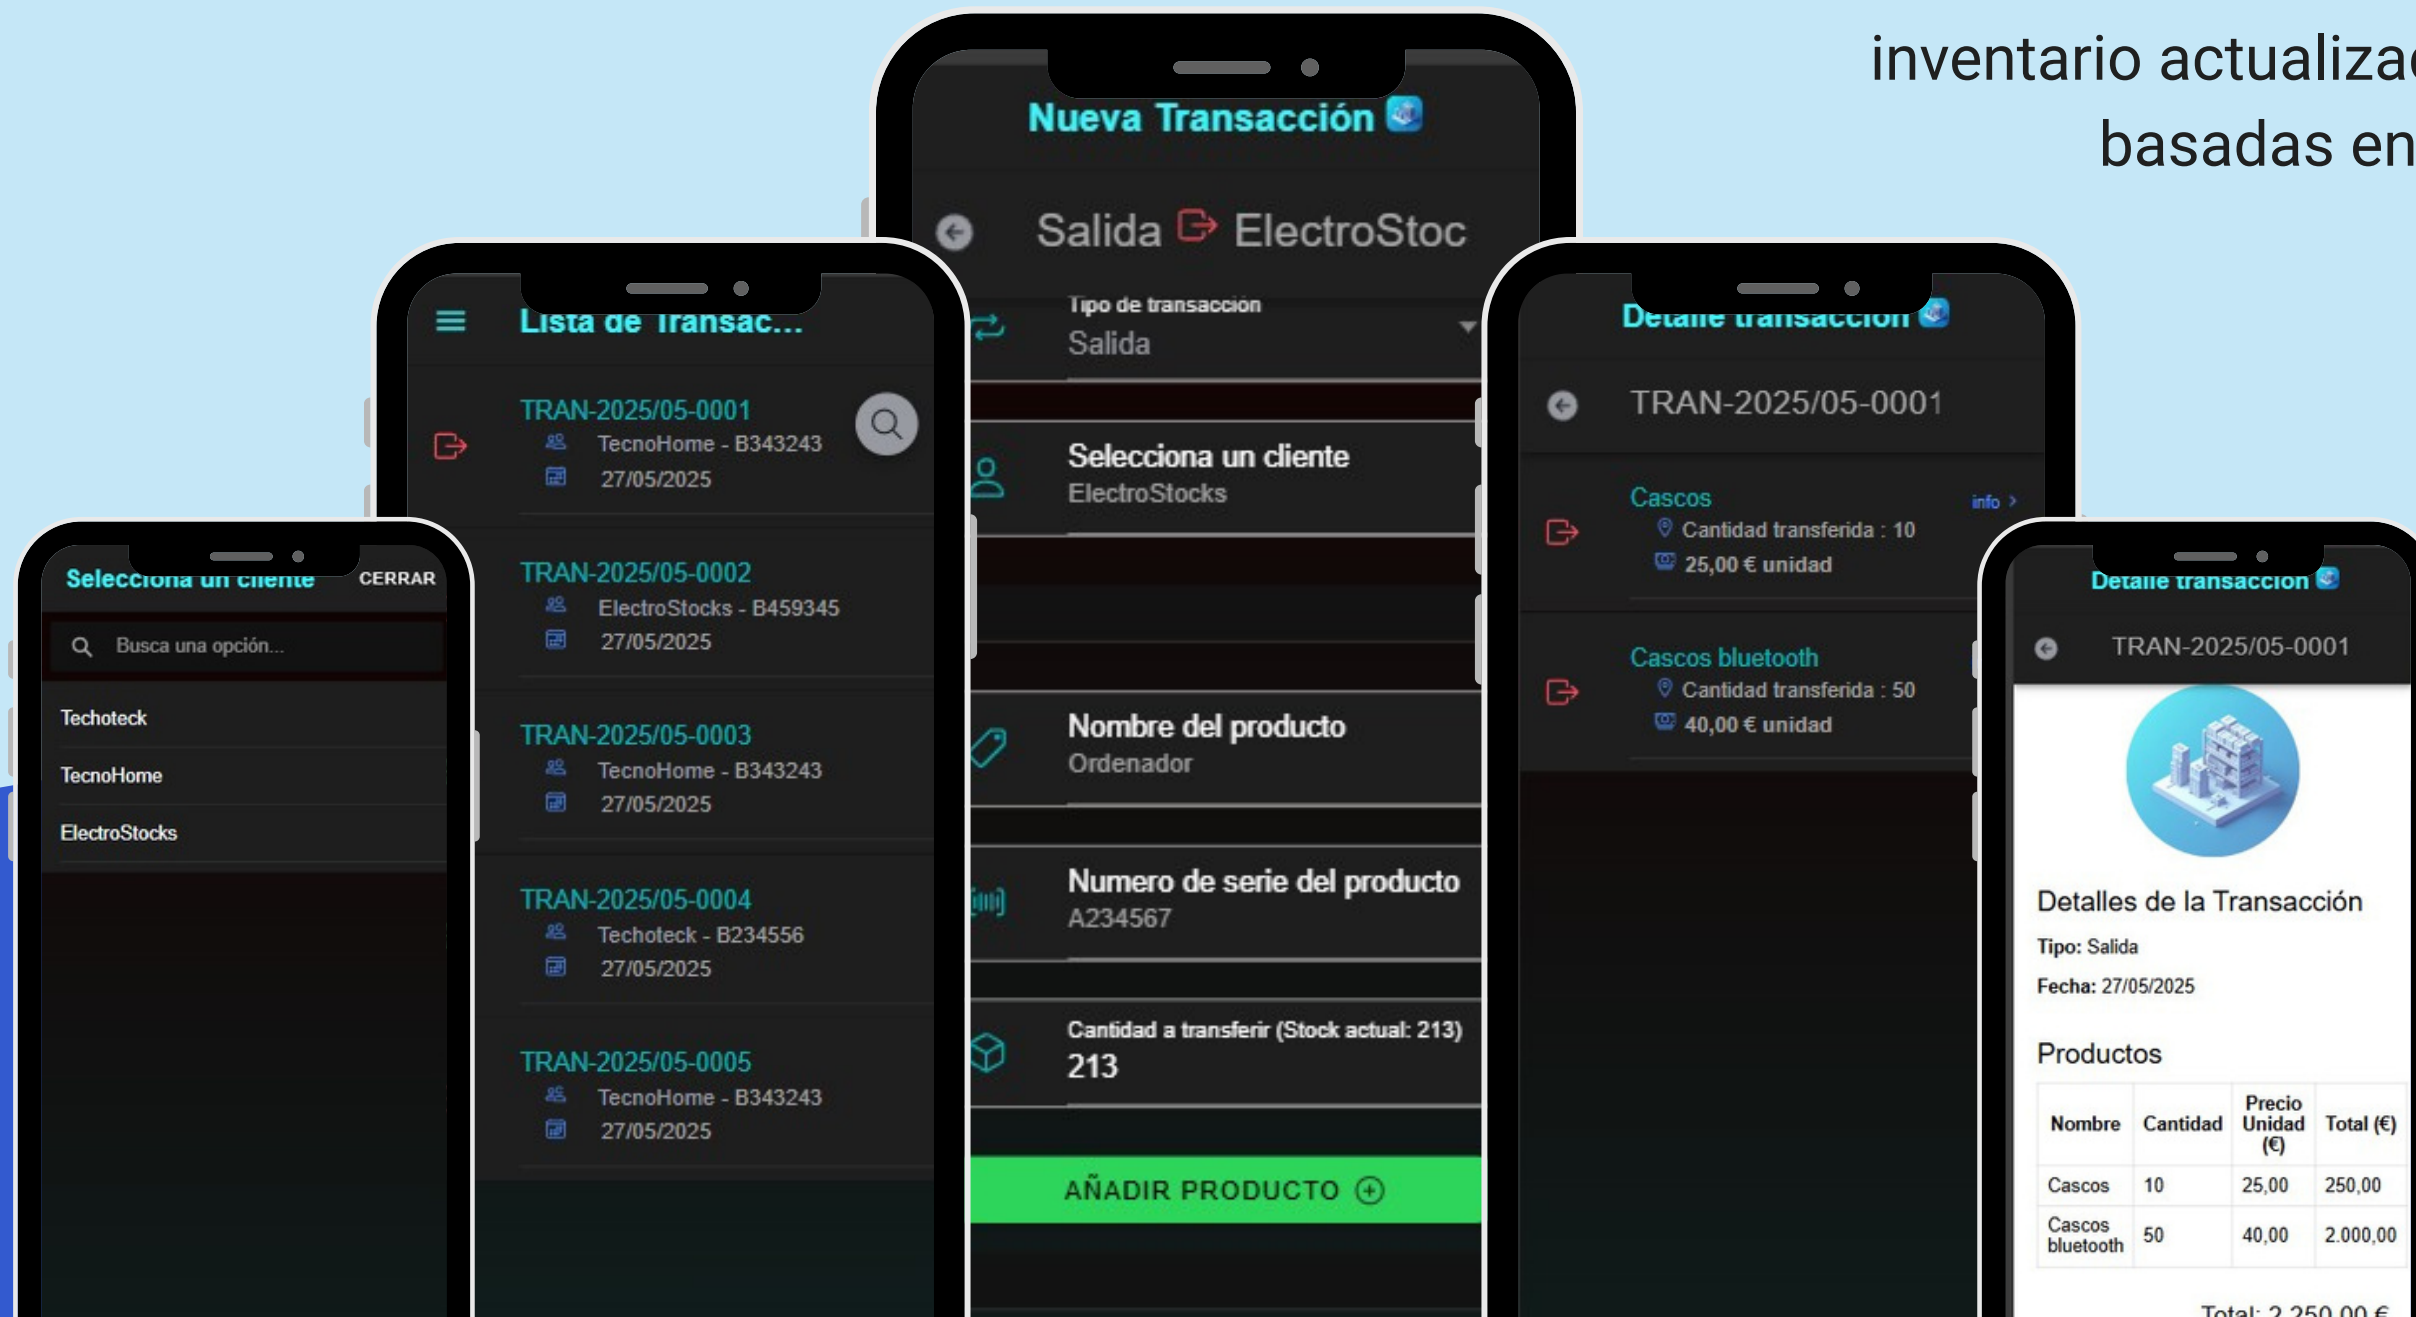 inventario
basadas en
Selecciona un cliente
CERRAR
Busca una opción...
Techoteck
TecnoHome
ElectroStocks
Lista de Transac...
TRAN-2025/05-0001
TecnoHome - B343243
27/05/2025
TRAN-2025/05-0002
ElectroStocks - B459345
27/05/2025
TRAN-2025/05-0003
TecnoHome - B343243
27/05/2025
TRAN-2025/05-0004
Techoteck - B234556
27/05/2025
TRAN-2025/05-0005
TecnoHome - B343243
27/05/2025
Nueva Transacción
Salida ElectroStoc
Tipo de transacción
Salida
Selecciona un cliente
ElectroStocks
Nombre del producto
Ordenador
Numero de serie del producto
A234567
Cantidad a transferir (Stock actual: 213)
213
AÑADIR PRODUCTO
Detalle transacción
TRAN-2025/05-0001
Cascos
info >
Cantidad transferida : 10
25,00 € unidad
Cascos bluetooth
Cantidad transferida : 50
40,00 € unidad
Detalle transacción
TRAN-2025/05-0001
Detalles de la Transacción
Tipo: Salida
Fecha: 27/05/2025
Productos
Nombre Cantidad Precio Unidad (€) Total (€)
Cascos 10 25,00 250,00
Cascos bluetooth 50 40,00 2.000,00
Total: 2.250,00 €